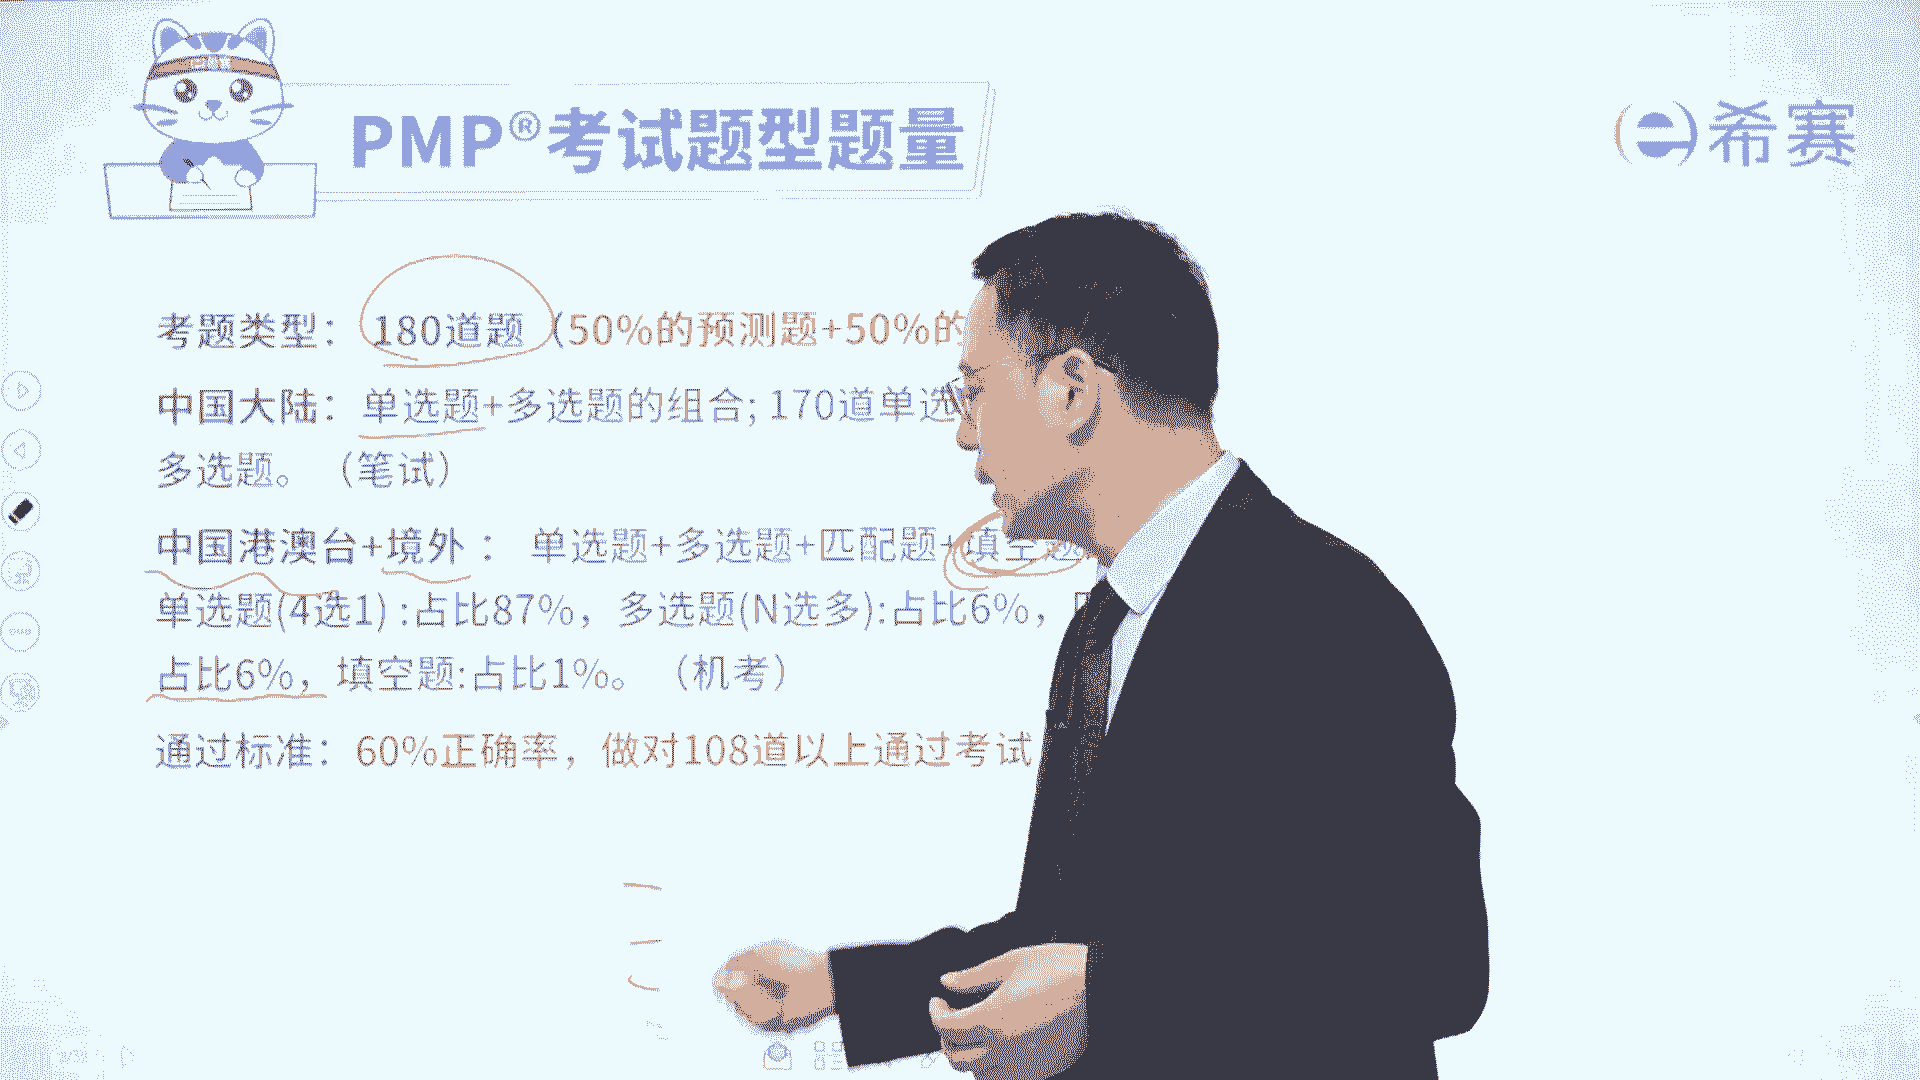 PMP®考试题型题量
希赛
考题类型：180道题（50%的预测题+50%的
中国大陆：单选题+多选题的组合; 170道单选
多选题。（笔试）
中国港澳台+境外： 单选题+多选题+匹配题+填空题
单选题(4选1) :占比87%，多选题(N选多):占比6%，
占比6%，填空题:占比1%。（机考）
通过标准：60%正确率，做对108道以上通过考试